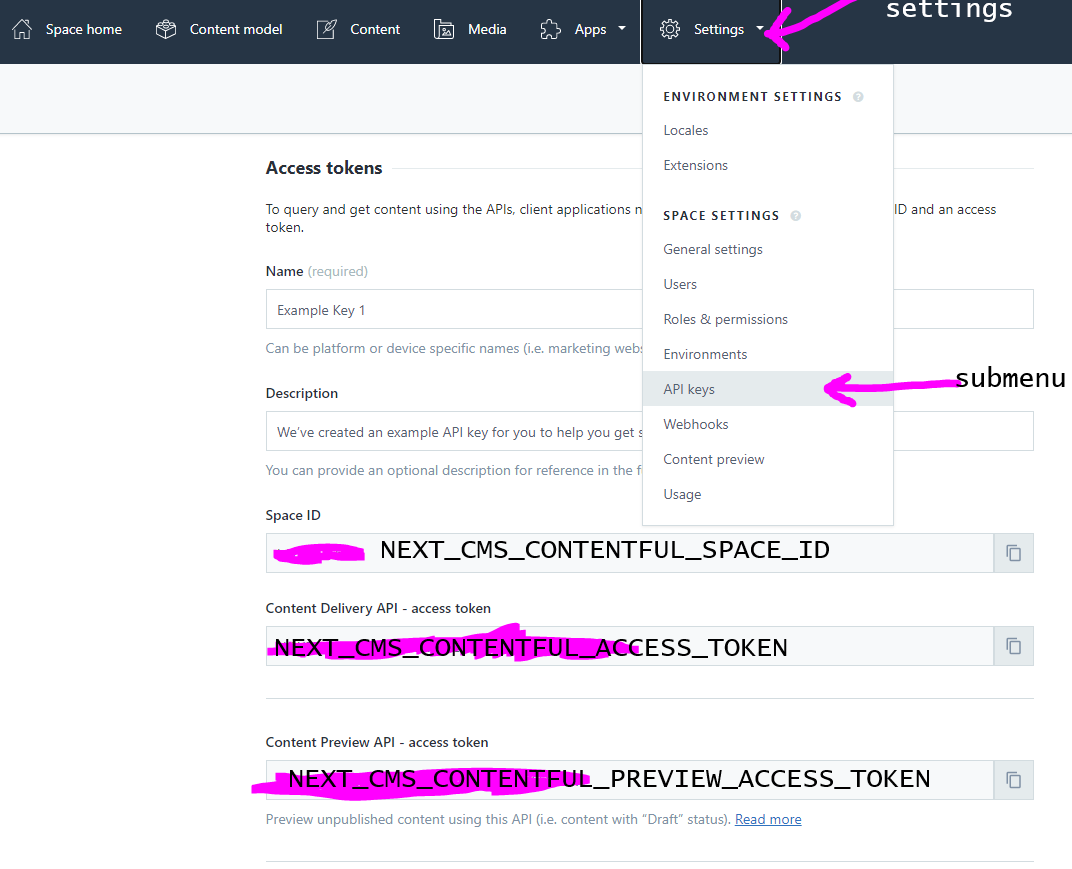 settings
Space home Content model Content Media Apps Settings
ENVIRONMENT SETTINGS ?
Locales
Extensions
SPACE SETTINGS ?
General settings
Users
Roles & permissions
Environments
API keys
submenu
Webhooks
Content preview
Usage
Access tokens
To query and get content using the APIs, client applications n ID and an access
token.
Name (required)
Example Key 1
Can be platform or device specific names (i.e. marketing webs
Description
We've created an example API key for you to help you get s
You can provide an optional description for reference in the f
Space ID
NEXT_CMS_CONTENTFUL_SPACE_ID
Content Delivery API - access token
NEXT_CMS_CONTENTFUL_ACCESS_TOKEN
Content Preview API - access token
NEXT_CMS_CONTENTFUL_PREVIEW_ACCESS_TOKEN
Preview unpublished content using this API (i.e. content with “Draft” status). Read more